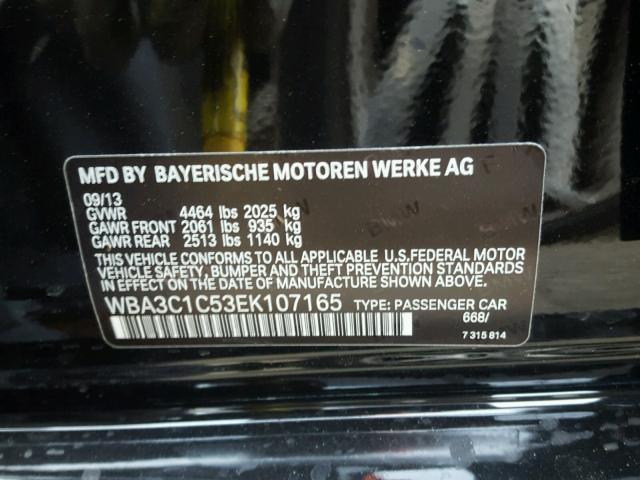 MFD BY BAYERISCHE MOTOREN WERKE AG
09/13
GVWR 4464 lbs 2025 kg
GAWR FRONT 2061 lbs 935 kg
GAWR REAR 2513 lbs 1140 kg
THIS VEHICLE CONFORMS TO ALL APPLICABLE U.S.FEDERAL MOTOR
VEHICLE SAFETY, BUMPER AND THEFT PREVENTION STANDARDS
IN EFFECT ON THE DATE OF MANUFACTURE SHOWN ABOVE.
WBA3C1C53EK107165 TYPE: PASSENGER CAR
668/
7 315 814